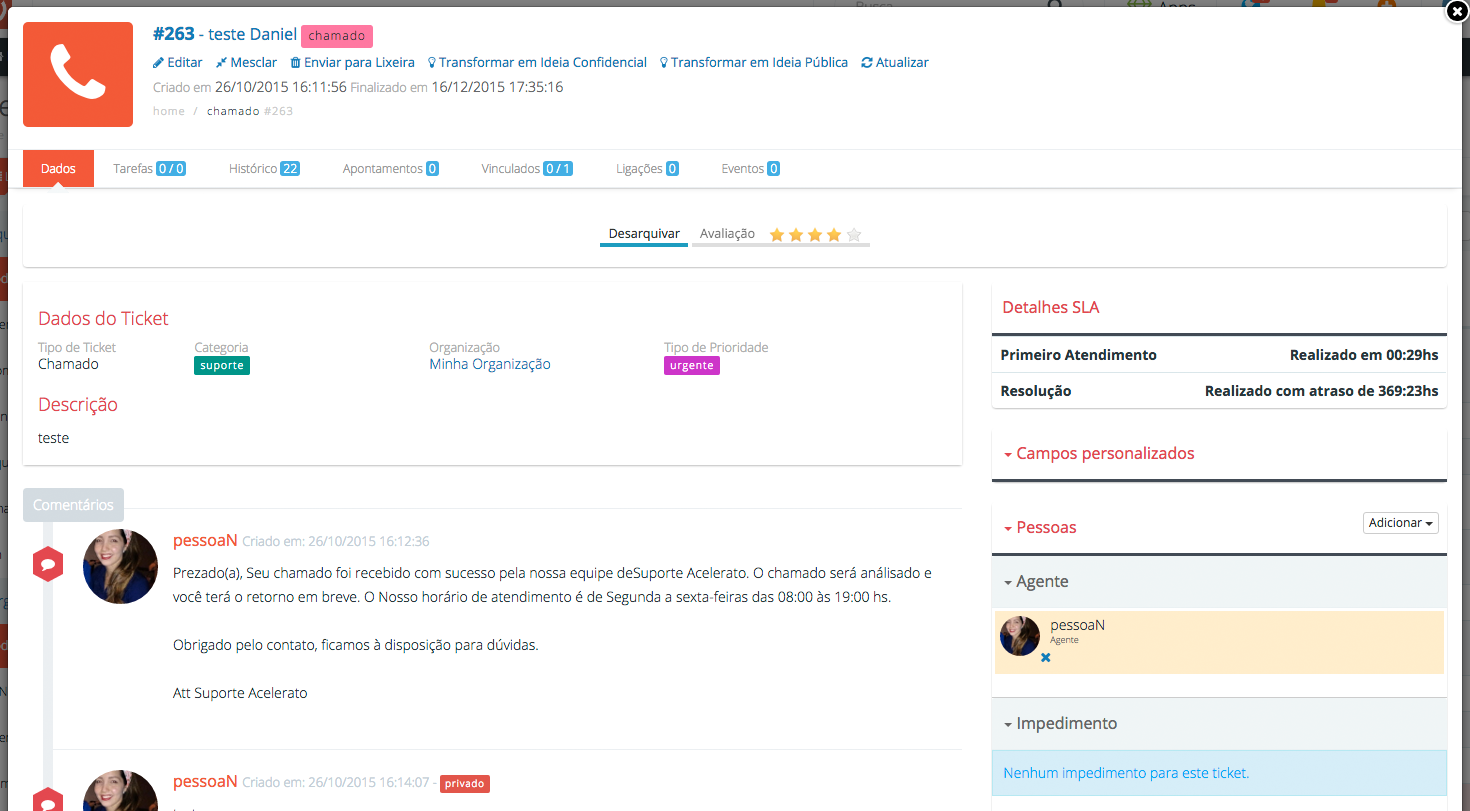 Busca
Apps
#263 - teste Daniel chamado
Editar Mesclar Enviar para Lixeira Transformar em Ideia Confidencial Transformar em Ideia Pública Atualizar
Criado em 26/10/2015 16:11:56 Finalizado em 16/12/2015 17:35:16
home / chamado #263
Dados Tarefas 0 / 0 Histórico 22 Apontamentos 0 Vinculados 0 / 1 Ligações 0 Eventos 0
Desarquivar Avaliação
Dados do Ticket
Tipo de Ticket Categoria Organização Tipo de Prioridade
Chamado suporte Minha Organização urgente
Descrição
teste
Detalhes SLA
Primeiro Atendimento Realizado em 00:29hs
Resolução Realizado com atraso de 369:23hs
Campos personalizados
Pessoas Adicionar
Agente
pessoaN
Agente
Impedimento
Nenhum impedimento para este ticket.
Comentários
pessoaN Criado em: 26/10/2015 16:12:36
Prezado(a), Seu chamado foi recebido com sucesso pela nossa equipe deSuporte Acelerato. O chamado será análisado e
você terá o retorno em breve. O Nosso horário de atendimento é de Segunda a sexta-feiras das 08:00 às 19:00 hs.
Obrigado pelo contato, ficamos à disposição para dúvidas.
Att Suporte Acelerato
pessoaN Criado em: 26/10/2015 16:14:07 - privado